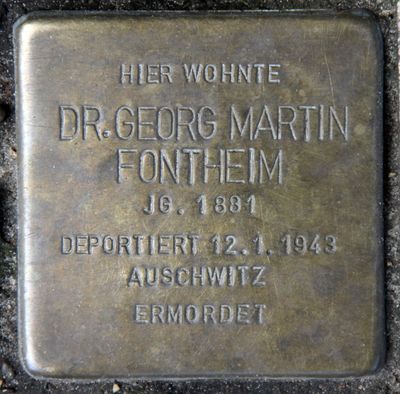 HIER WOHNTE
DR. GEORG MARTIN
FONTHEIM
JG. 1881
DEPORTIERT 12.1.1943
AUSCHWITZ
ERMORDET